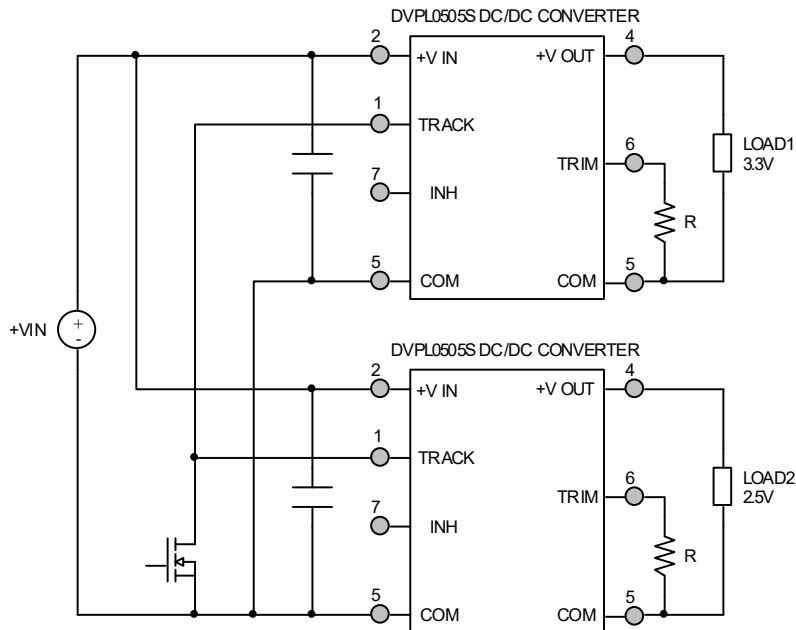 DVPL0505S DC/DC CONVERTER
2 +V IN +V OUT 4
1 TRACK
LOAD1
3.3V
6
TRIM
7 INH
R
5 COM COM 5
+VIN
+
-
DVPL0505S DC/DC CONVERTER
2 +V IN +V OUT 4
1 TRACK
LOAD2
2.5V
6
TRIM
7 INH
R
5 COM COM 5